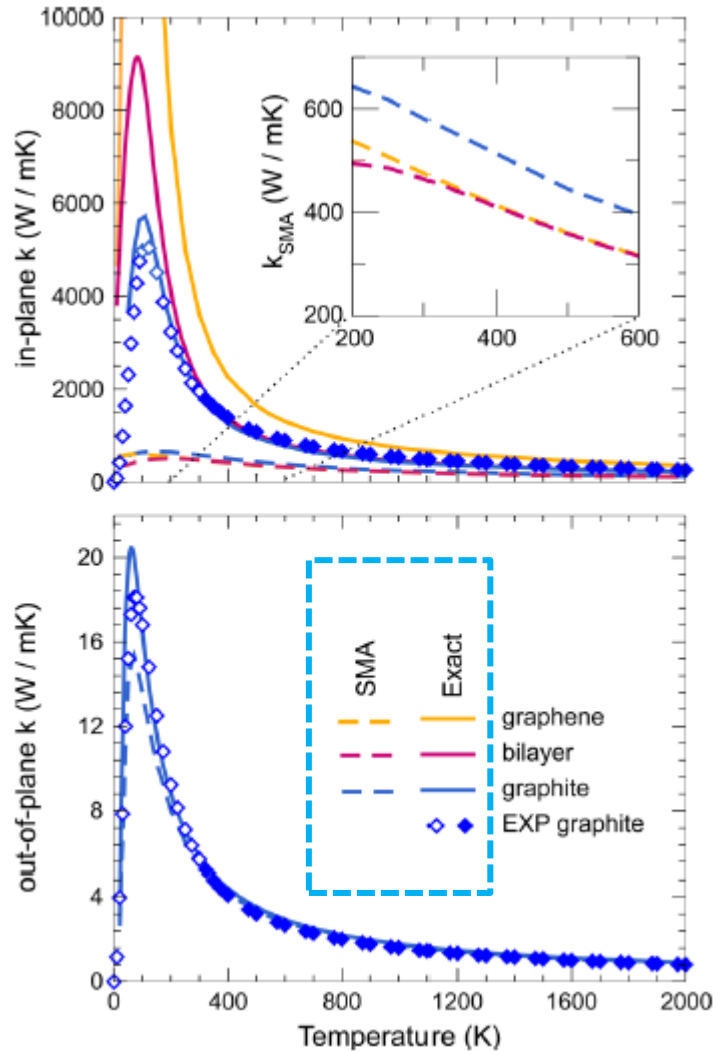 10000
8000
6000
4000
2000
0
in-plane k (W / mK)
600
400
200
k_SMA (W / mK)
200 400 600
20
16
12
8
4
0
out-of-plane k (W / mK)
SMA Exact
graphene
bilayer
graphite
EXP graphite
0 400 800 1200 1600 2000
Temperature (K)